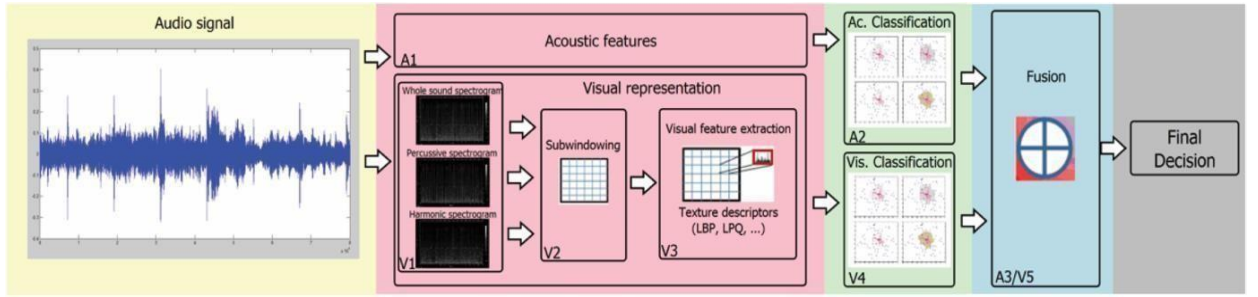 Audio signal
Acoustic features
A1
Visual representation
Whole sound spectrogram
Percussive spectrogram
Harmonic spectrogram
V1
Subwindowing
V2
Visual feature extraction
Texture descriptors
(LBP, LPQ, ...)
V3
Ac. Classification
A2
Vis. Classification
V4
Fusion
A3/V5
Final
Decision